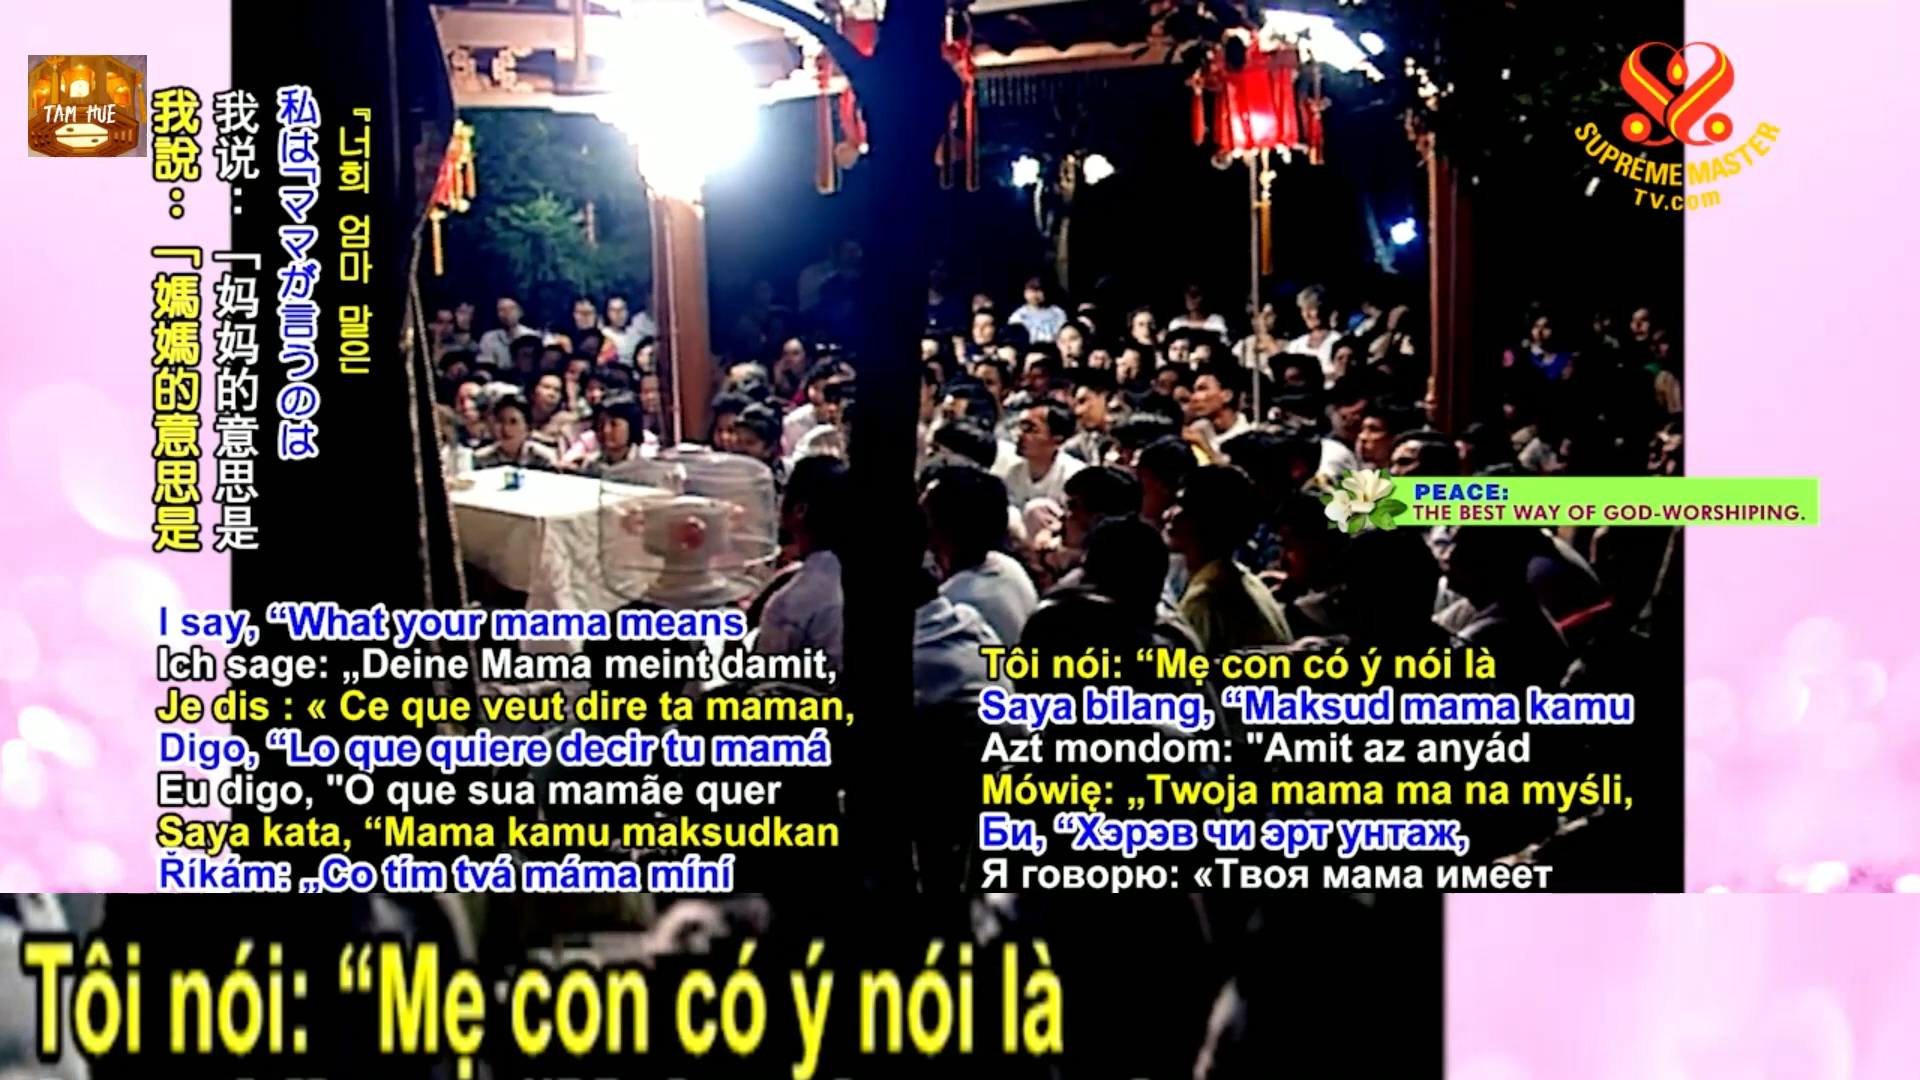 TAM HUE
我說：「媽媽的意思是
我说：「妈妈的意思是
私は「ママが言うのは
『너희 엄마 말은
SUPREME MASTER
TV.com
PEACE:
THE BEST WAY OF GOD-WORSHIPING.
I say, “What your mama means
Ich sage: „Deine Mama meint damit,
Je dis : « Ce que veut dire ta maman,
Digo, “Lo que quiere decir tu mamá
Eu digo, "O que sua mamãe quer
Saya kata, “Mama kamu maksudkan
Říkám: „Co tím tvá máma míní
Tôi nói: “Mẹ con có ý nói là
Saya bilang, “Maksud mama kamu
Azt mondom: "Amit az anyád
Mówię: „Twoja mama ma na myśli,
Би, “Хэрэв чи эрт унтаж,
Я говорю: «Твоя мама имеет
Tôi nói: “Mẹ con có ý nói là